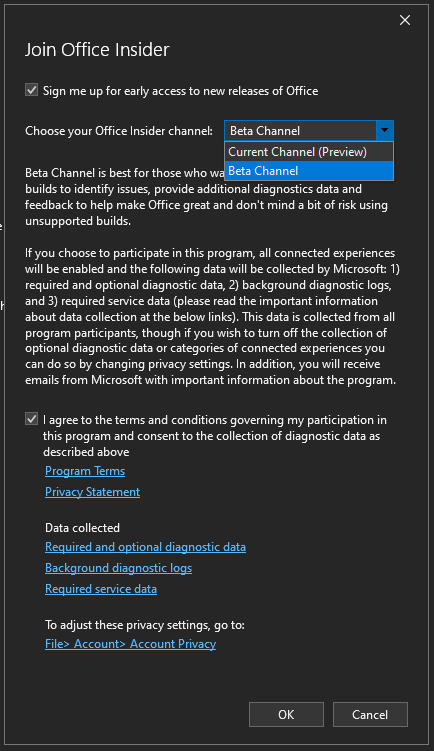 Join Office Insider
Sign me up for early access to new releases of Office
Choose your Office Insider channel: Beta Channel
Current Channel (Preview)
Beta Channel
Beta Channel is best for those who
builds to identify issues, provide additional diagnostics data and
feedback to help make Office great and don't mind a bit of risk using
unsupported builds.
If you choose to participate in this program, all connected experiences
will be enabled and the following data will be collected by Microsoft: 1)
required and optional diagnostic data, 2) background diagnostic logs,
and 3) required service data (please read the important information
about data collection at the below links). This data is collected from all
program participants, though if you wish to turn off the collection of
optional diagnostic data or categories of connected experiences you
can do so by changing privacy settings. In addition, you will receive
emails from Microsoft with important information about the program.
I agree to the terms and conditions governing my participation in
this program and consent to the collection of diagnostic data as
described above
Program Terms
Privacy Statement
Data collected
Required and optional diagnostic data
Background diagnostic logs
Required service data
To adjust these privacy settings, go to:
File> Account> Account Privacy
OK
Cancel